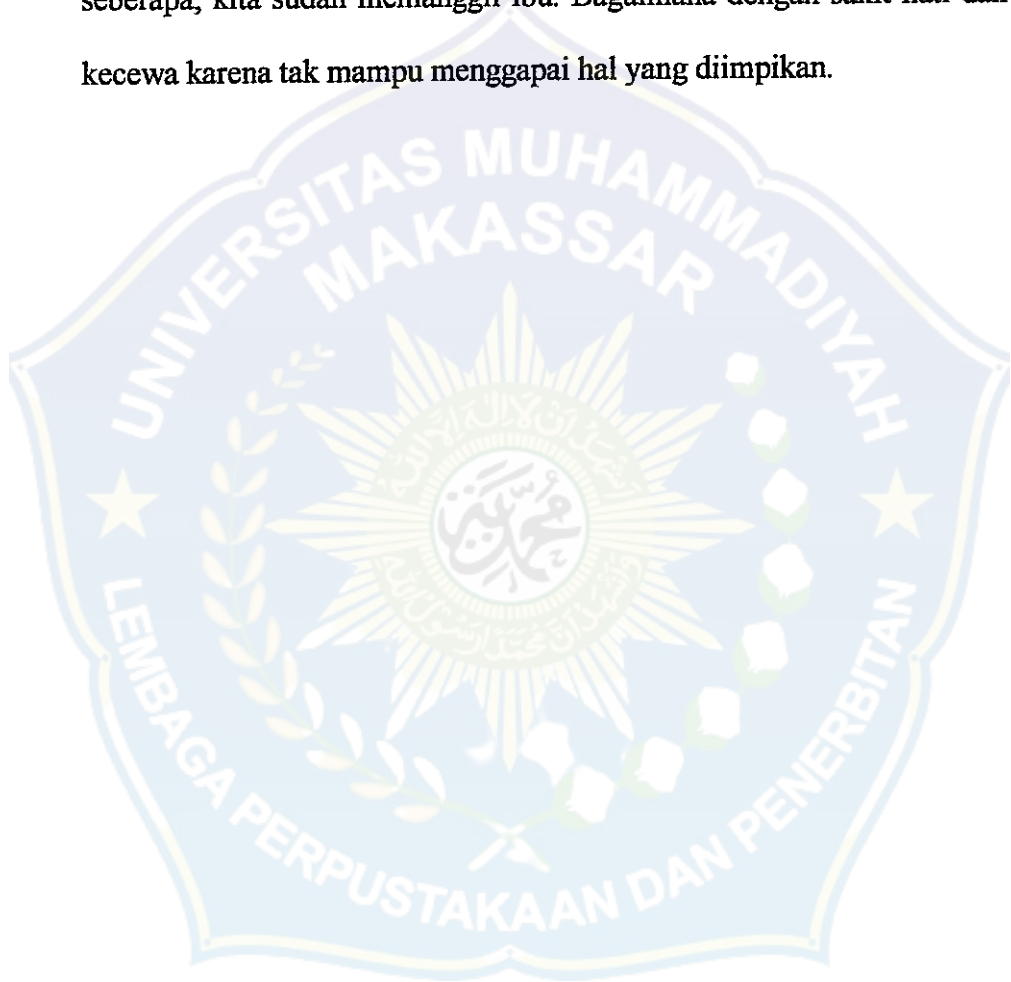 seberapa, kita sudah memanggil ibu. Bagaimana dengan sakit hati dan
kecewa karena tak mampu menggapai hal yang diimpikan.
UNIVERSITAS MUHAMMADIYAH
MAKASSAR
LEMBAGA PERPUSTAKAAN DAN PENERBITAN